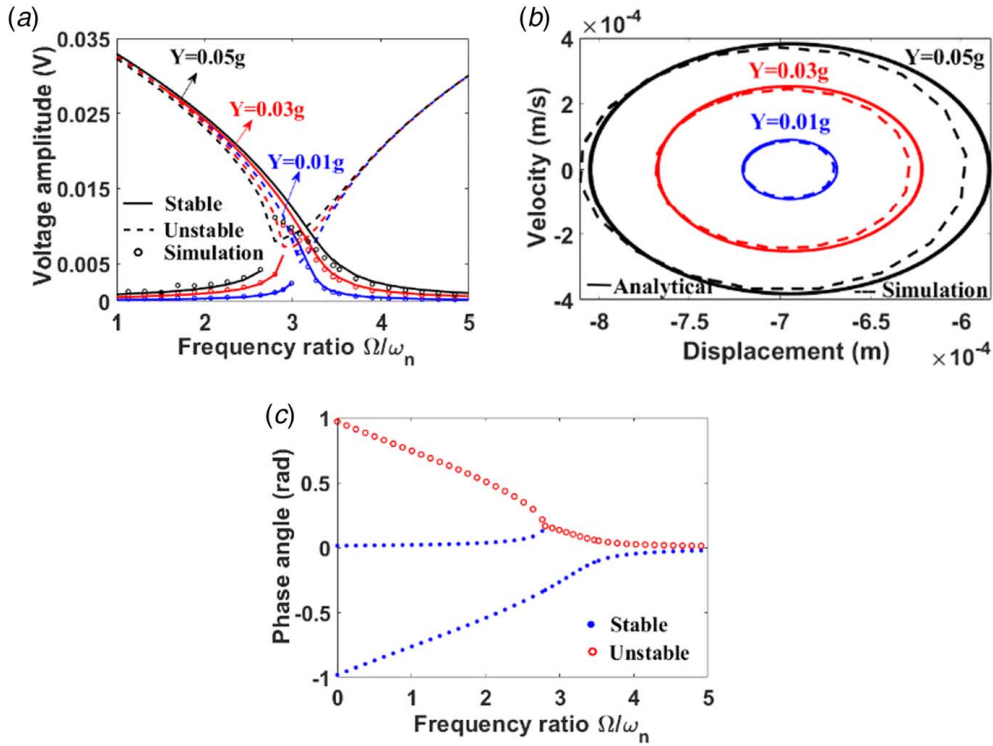 (a)
0.035
0.025
0.015
0.005
0
1
2
3
4
5
Voltage amplitude (V)
Frequency ratio Ω/ωn
Y=0.05g
Y=0.03g
Y=0.01g
Stable
Unstable
Simulation
(b)
×10-4
4
2
0
-2
-4
-8
-7.5
-7
-6.5
-6
Velocity (m/s)
Displacement (m)
×10-4
Y=0.05g
Y=0.03g
Y=0.01g
Analytical
Simulation
(c)
1
0.5
0
-0.5
-1
0
1
2
3
4
5
Phase angle (rad)
Frequency ratio Ω/ωn
Stable
Unstable